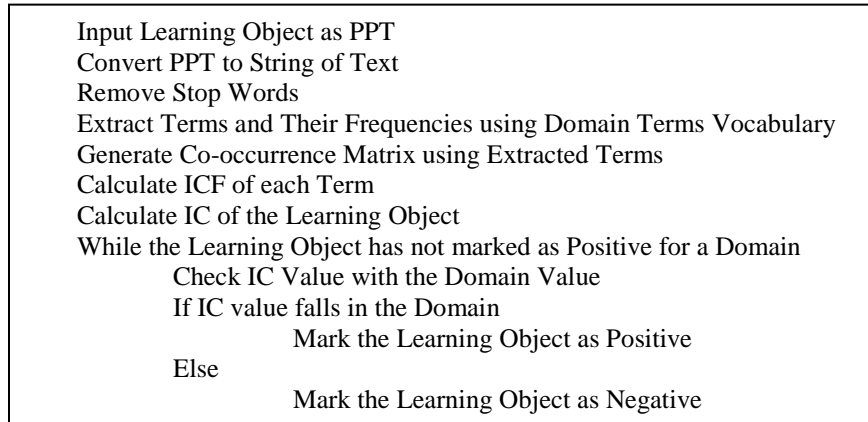 Input Learning Object as PPT
Convert PPT to String of Text
Remove Stop Words
Extract Terms and Their Frequencies using Domain Terms Vocabulary
Generate Co-occurrence Matrix using Extracted Terms
Calculate ICF of each Term
Calculate IC of the Learning Object
While the Learning Object has not marked as Positive for a Domain
Check IC Value with the Domain Value
If IC value falls in the Domain
Mark the Learning Object as Positive
Else
Mark the Learning Object as Negative